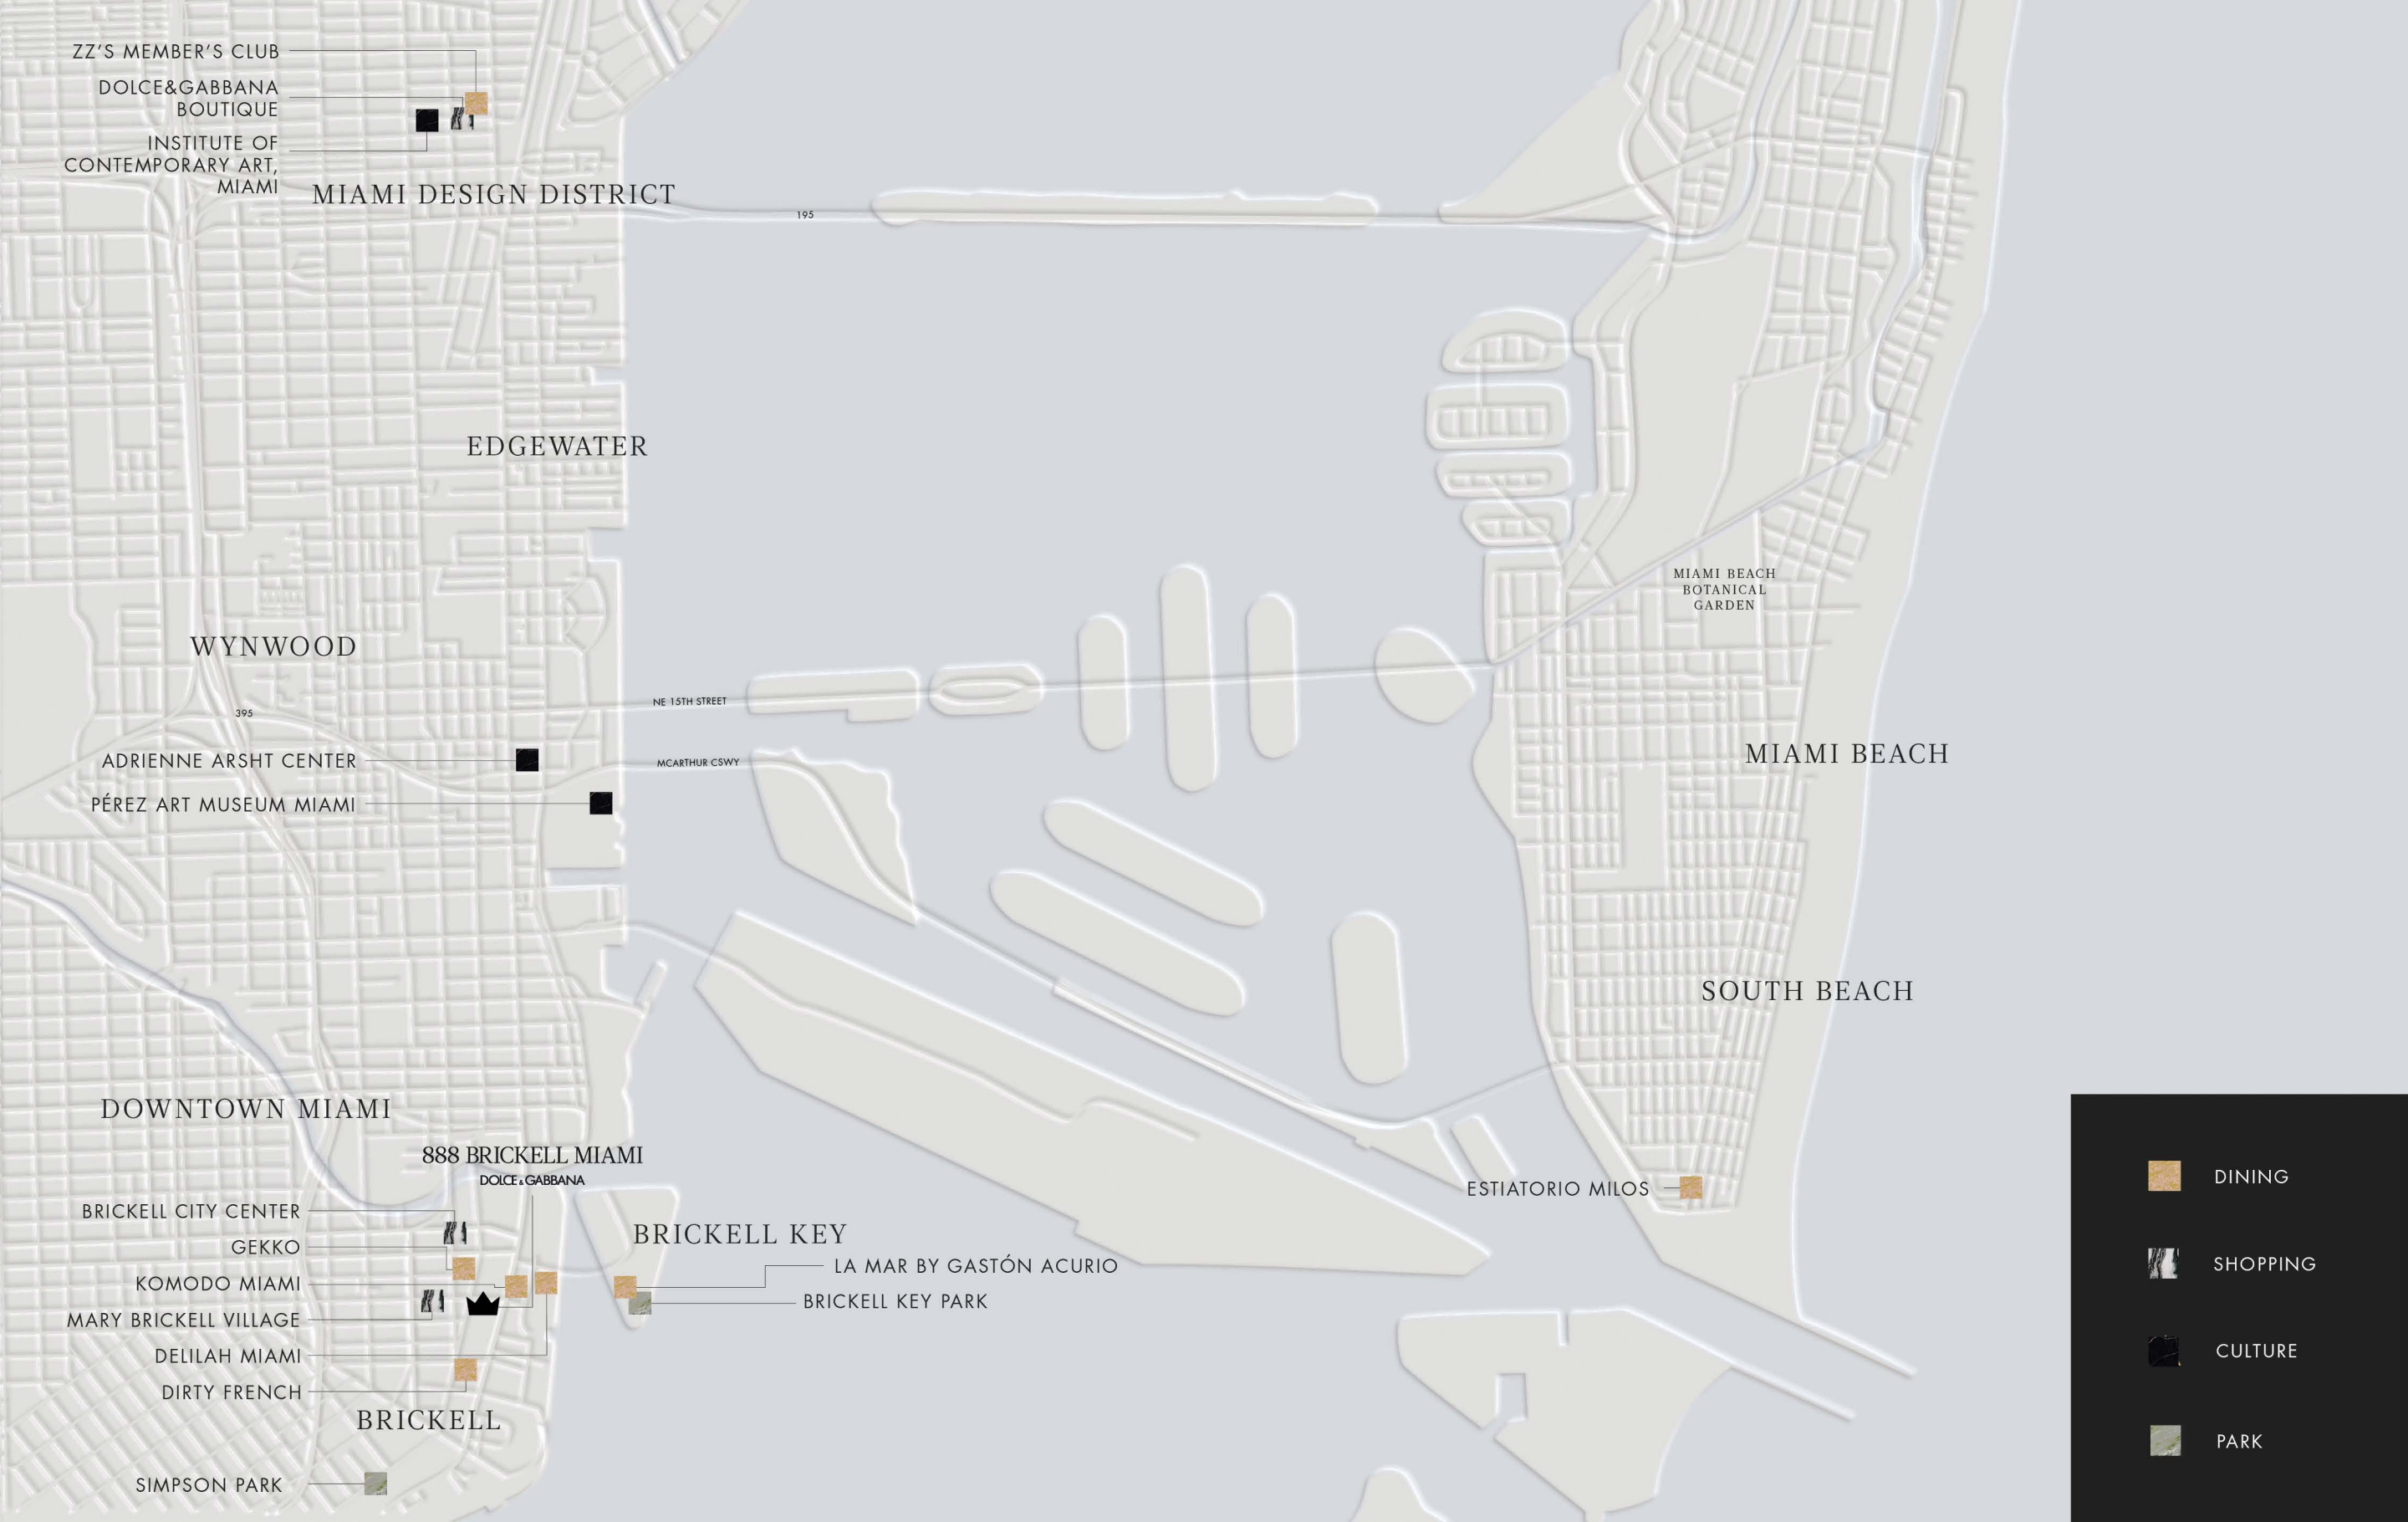 ZZ'S MEMBER'S CLUB
DOLCE&GABBANA
BOUTIQUE
INSTITUTE OF
CONTEMPORARY ART,
MIAMI
MIAMI DESIGN DISTRICT
195
EDGEWATER
MIAMI BEACH
BOTANICAL
GARDEN
WYNWOOD
NE 15TH STREET
395
ADRIENNE ARSHT CENTER
MCARTHUR CSWY
MIAMI BEACH
PÉREZ ART MUSEUM MIAMI
SOUTH BEACH
DOWNTOWN MIAMI
888 BRICKELL MIAMI
DOLCE & GABBANA
ESTIATORIO MILOS
BRICKELL CITY CENTER
BRICKELL KEY
GEKKO
LA MAR BY GASTÓN ACURIO
KOMODO MIAMI
BRICKELL KEY PARK
MARY BRICKELL VILLAGE
DELILAH MIAMI
DIRTY FRENCH
BRICKELL
SIMPSON PARK
DINING
SHOPPING
CULTURE
PARK